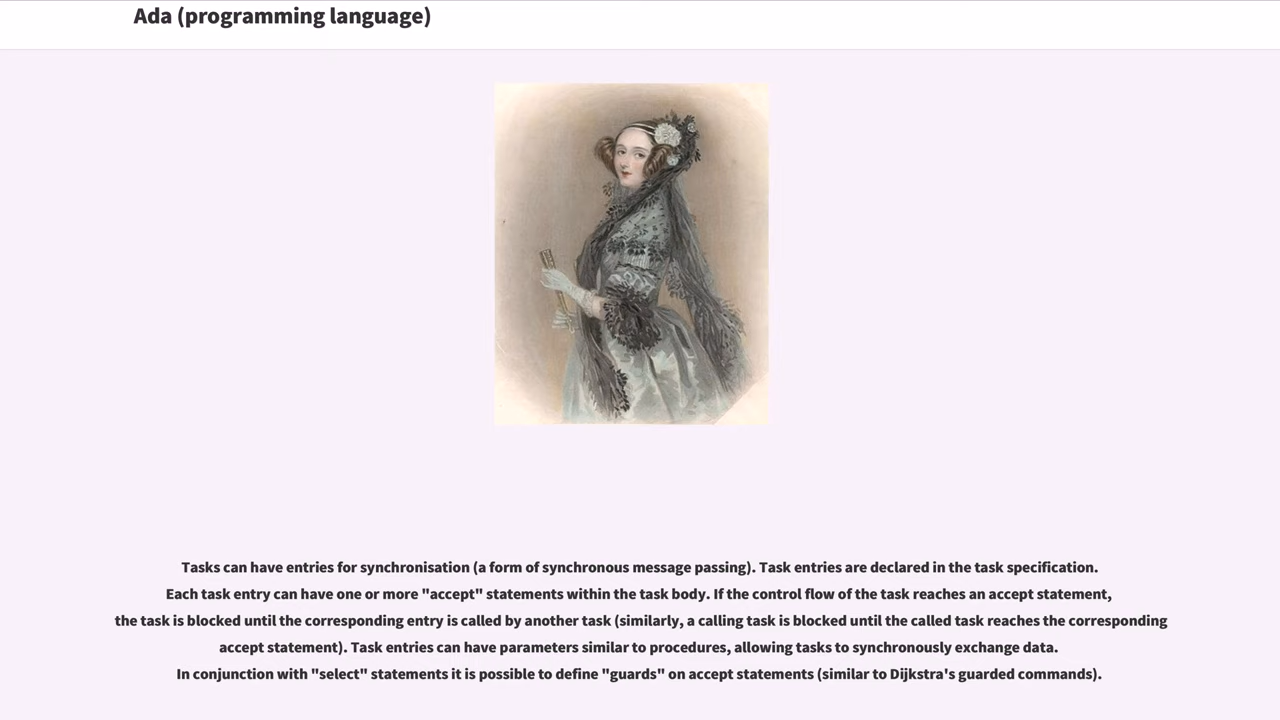 Ada (programming language)
Tasks can have entries for synchronisation (a form of synchronous message passing). Task entries are declared in the task specification.
Each task entry can have one or more "accept" statements within the task body. If the control flow of the task reaches an accept statement,
the task is blocked until the corresponding entry is called by another task (similarly, a calling task is blocked until the called task reaches the corresponding
accept statement). Task entries can have parameters similar to procedures, allowing tasks to synchronously exchange data.
In conjunction with "select" statements it is possible to define "guards" on accept statements (similar to Dijkstra's guarded commands).